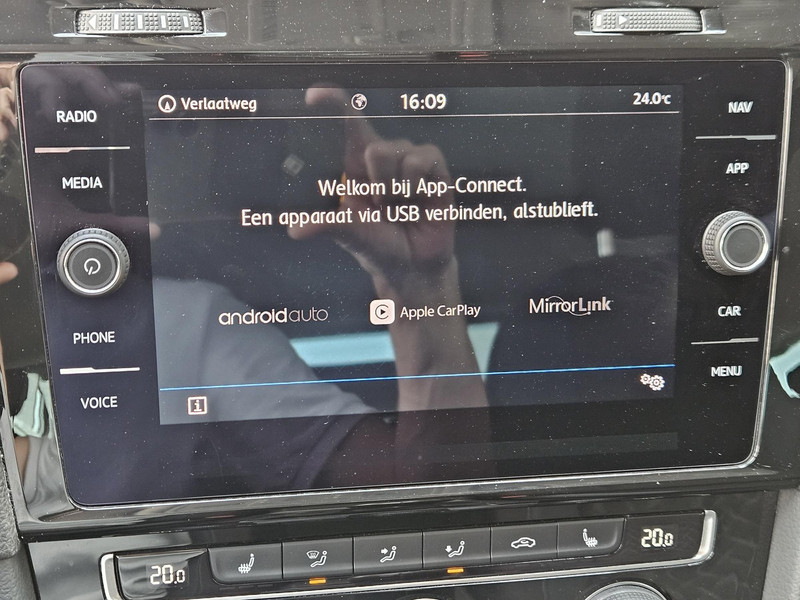 RADIO
MEDIA
PHONE
VOICE
Verlaatweg
16:09
24.0°C
Welkom bij App-Connect.
Een apparaat via USB verbinden, alstublieft.
androidauto
Apple CarPlay
MirrorLink
i
NAV
APP
CAR
MENU
20.0
20.0